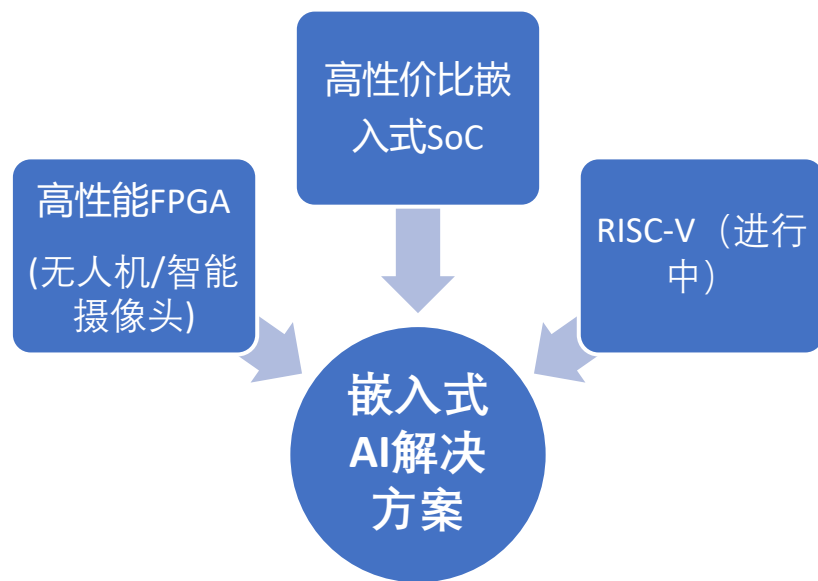 高性价比嵌
入式SoC
高性能FPGA
(无人机/智能
摄像头)
RISC-V（进行
中）
嵌入式
AI解决
方案